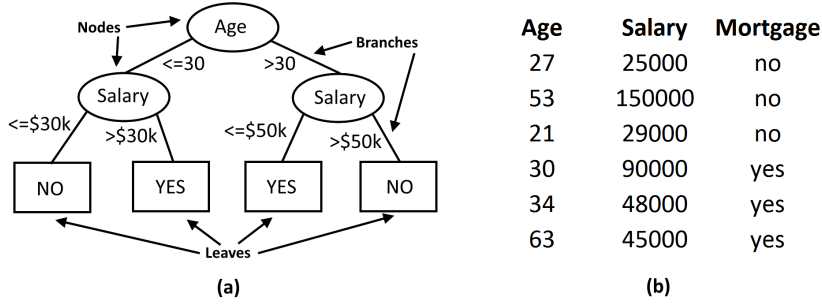 Nodes
Age
Branches
<=30
>30
Salary
Salary
<=$30k
>$30k
<=$50k
>$50k
NO
YES
YES
NO
Leaves
(a)
Age Salary Mortgage
27 25000 no
53 150000 no
21 29000 no
30 90000 yes
34 48000 yes
63 45000 yes
(b)